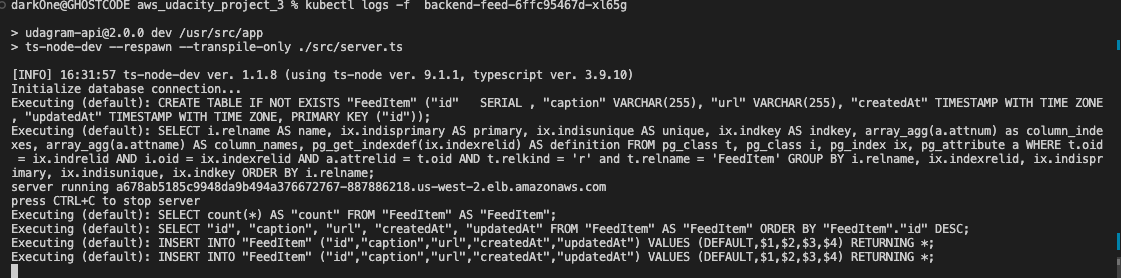 darkOne@GHOSTCODE aws_udacity_project_3 % kubectl logs -f  backend-feed-6ffc95467d-xl65g
> udagram-api@2.0.0 dev /usr/src/app
> ts-node-dev --respawn --transpile-only ./src/server.ts
[INFO] 16:31:57 ts-node-dev ver. 1.1.8 (using ts-node ver. 9.1.1, typescript ver. 3.9.10)
Initialize database connection...
Executing (default): CREATE TABLE IF NOT EXISTS "FeedItem" ("id"   SERIAL , "caption" VARCHAR(255), "url" VARCHAR(255), "createdAt" TIMESTAMP WITH TIME ZONE
, "updatedAt" TIMESTAMP WITH TIME ZONE, PRIMARY KEY ("id"));
Executing (default): SELECT i.relname AS name, ix.indisprimary AS primary, ix.indisunique AS unique, ix.indkey AS indkey, array_agg(a.attnum) as column_inde
xes, array_agg(a.attname) AS column_names, pg_get_indexdef(ix.indexrelid) AS definition FROM pg_class t, pg_class i, pg_index ix, pg_attribute a WHERE t.oid
 = ix.indrelid AND i.oid = ix.indexrelid AND a.attrelid = t.oid AND t.relkind = 'r' and t.relname = 'FeedItem' GROUP BY i.relname, ix.indexrelid, ix.indispr
imary, ix.indisunique, ix.indkey ORDER BY i.relname;
server running a678ab5185c9948da9b494a376672767-887886218.us-west-2.elb.amazonaws.com
press CTRL+C to stop server
Executing (default): SELECT count(*) AS "count" FROM "FeedItem" AS "FeedItem";
Executing (default): SELECT "id", "caption", "url", "createdAt", "updatedAt" FROM "FeedItem" AS "FeedItem" ORDER BY "FeedItem"."id" DESC;
Executing (default): INSERT INTO "FeedItem" ("id","caption","url","createdAt","updatedAt") VALUES (DEFAULT,$1,$2,$3,$4) RETURNING *;
Executing (default): INSERT INTO "FeedItem" ("id","caption","url","createdAt","updatedAt") VALUES (DEFAULT,$1,$2,$3,$4) RETURNING *;